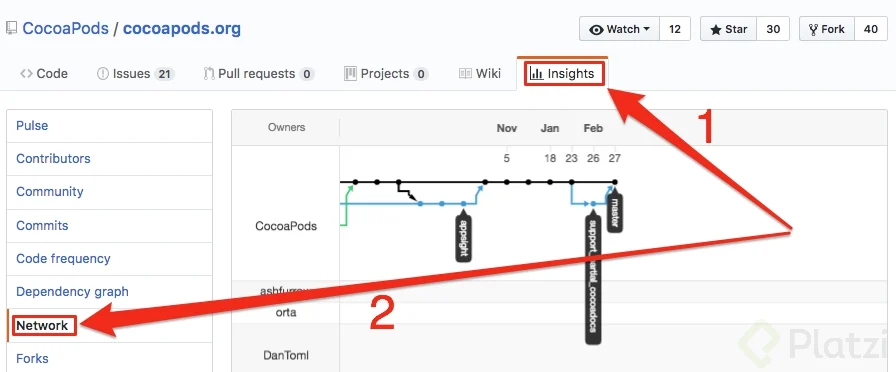 CocoaPods / cocoapods.org
Watch 12 Star 30 Fork 40
Code Issues 21 Pull requests 0 Projects 0 Wiki Insights
1
Pulse
Contributors
Community
Commits
Code frequency
Dependency graph
Network
Forks
Owners Nov Jan Feb
5 18 23 26 27
CocoaPods
master
appsight
2
orta
DanToml
Platzi